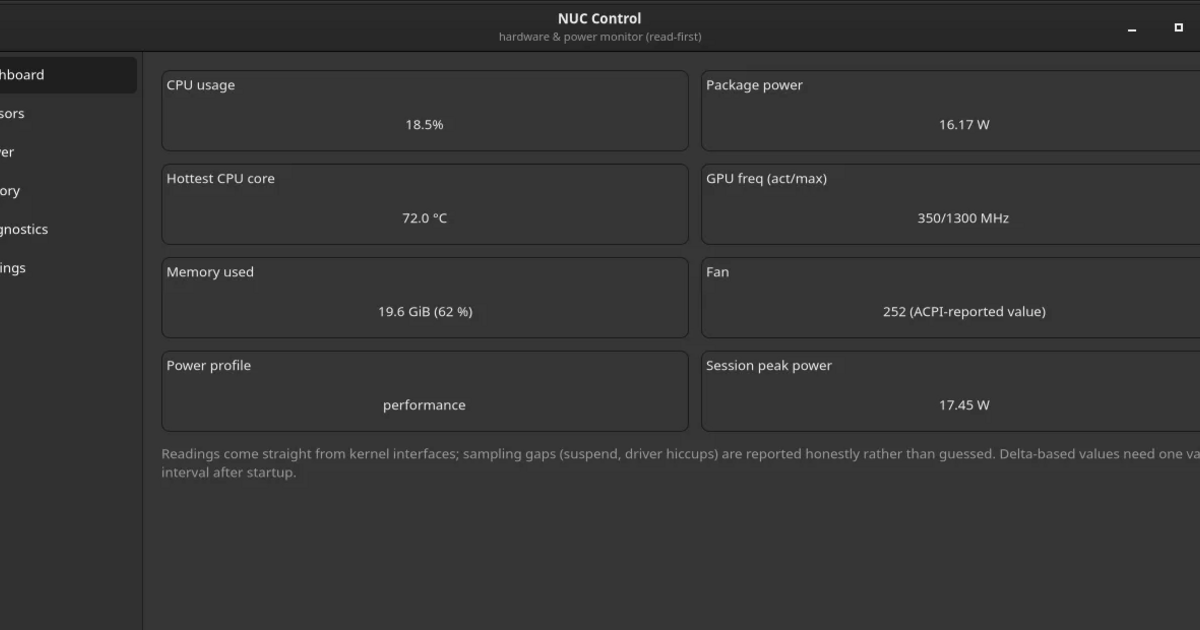 NUC Control
hardware & power monitor (read-first)
hboard
sors
er
ory
gnostics
ings
CPU usage
18.5%
Package power
16.17 W
Hottest CPU core
72.0 °C
GPU freq (act/max)
350/1300 MHz
Memory used
19.6 GiB (62 %)
Fan
252 (ACPI-reported value)
Power profile
performance
Session peak power
17.45 W
Readings come straight from kernel interfaces; sampling gaps (suspend, driver hiccups) are reported honestly rather than guessed. Delta-based values need one va
interval after startup.